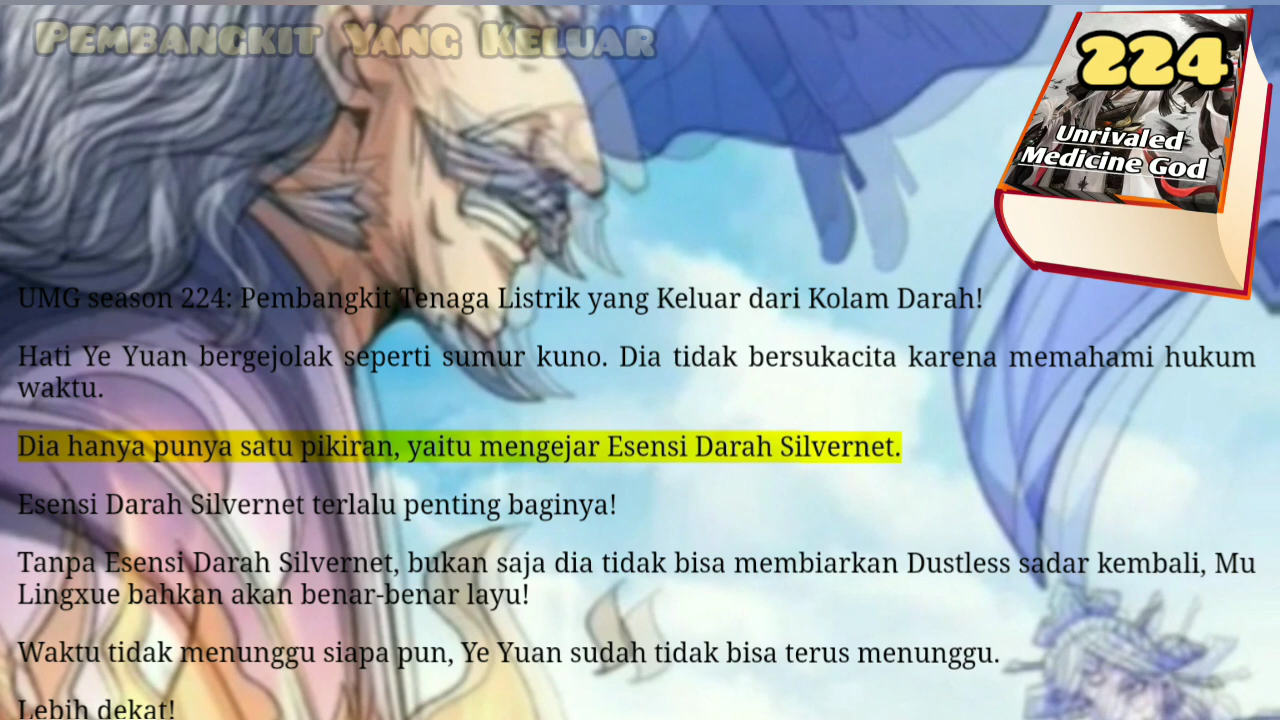 Pembangkit Yang Keluar
224
Unrivaled
Medicine God
UMG season 224: Pembangkit Tenaga Listrik yang Keluar dari Kolam Darah!
Hati Ye Yuan bergejolak seperti sumur kuno. Dia tidak bersukacita karena memahami hukum
waktu.
Dia hanya punya satu pikiran, yaitu mengejar Esensi Darah Silvernet.
Esensi Darah Silvernet terlalu penting baginya!
Tanpa Esensi Darah Silvernet, bukan saja dia tidak bisa membiarkan Dustless sadar kembali, Mu
Lingxue bahkan akan benar-benar layu!
Waktu tidak menunggu siapa pun, Ye Yuan sudah tidak bisa terus menunggu.
Lebih dekat!